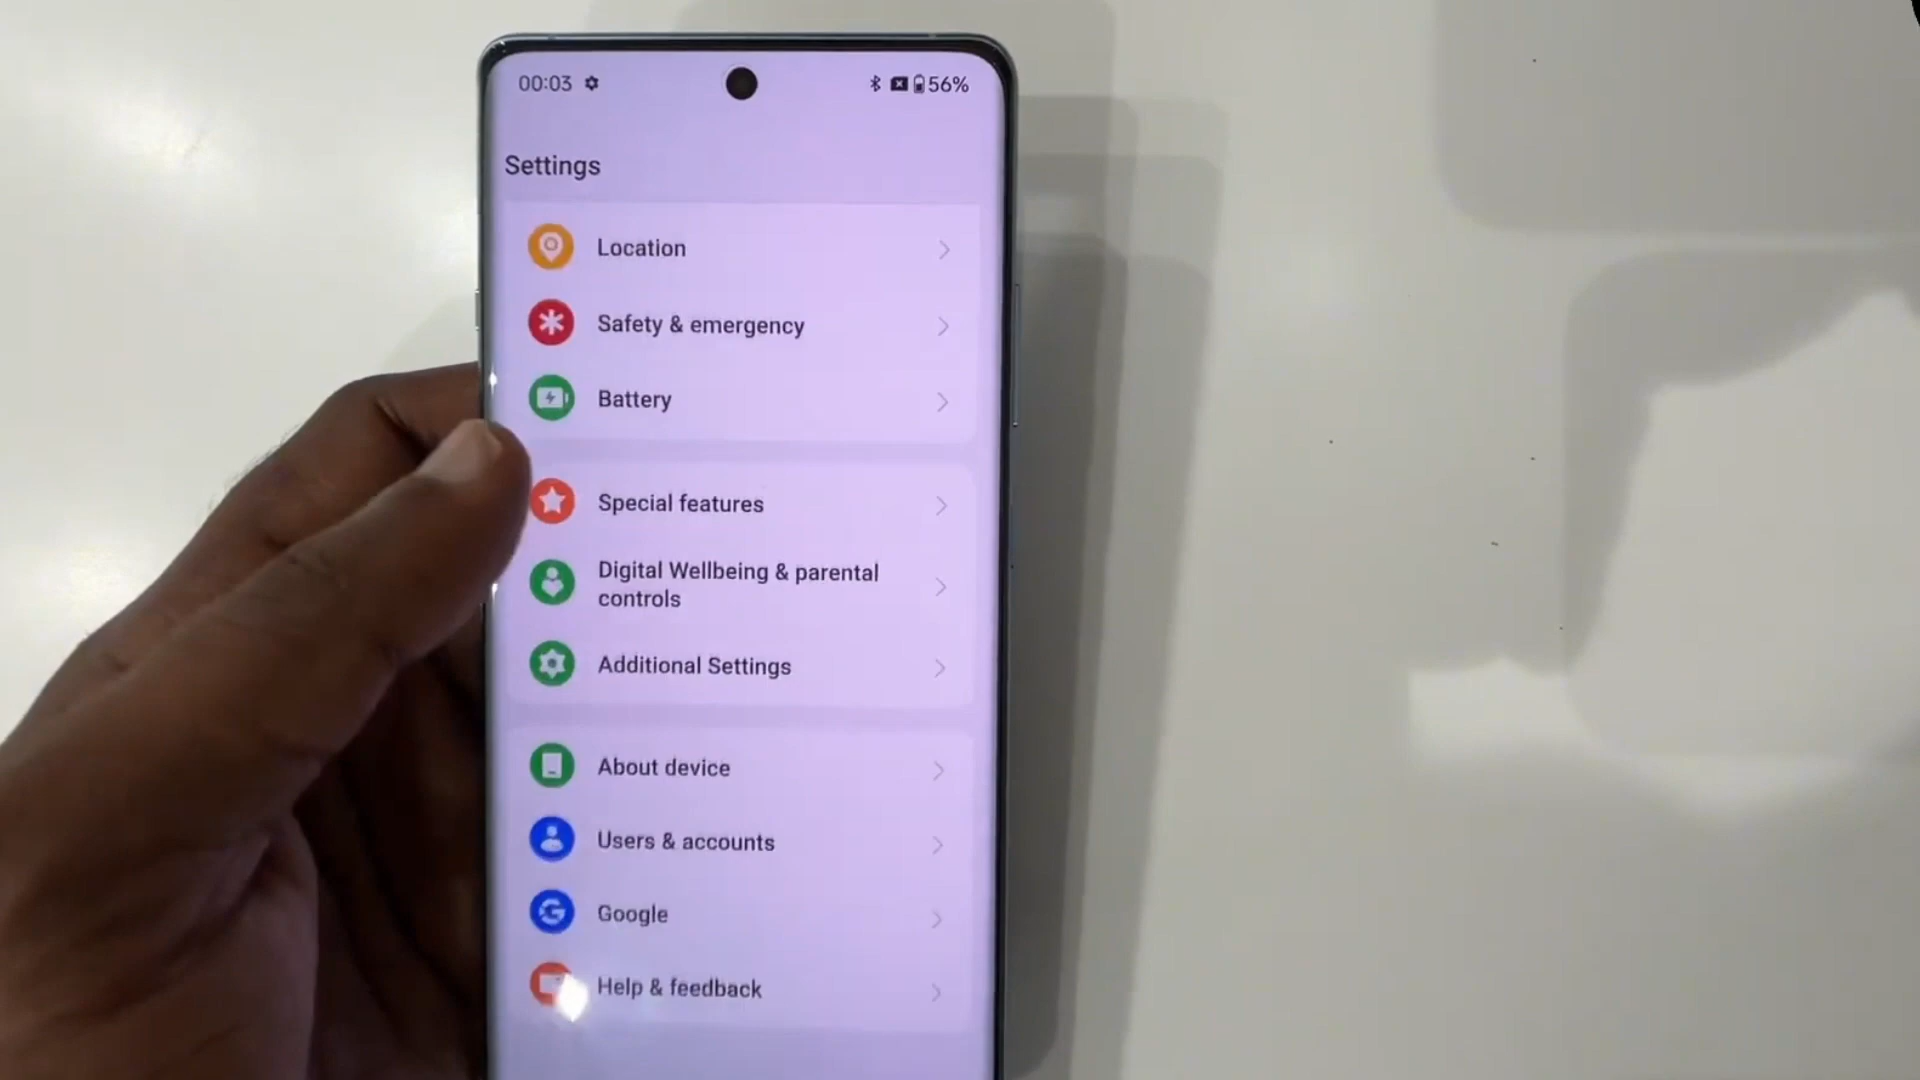 00:03 56%
Settings
Location
Safety & emergency
Battery
Special features
Digital Wellbeing & parental
controls
Additional Settings
About device
Users & accounts
Google
Help & feedback